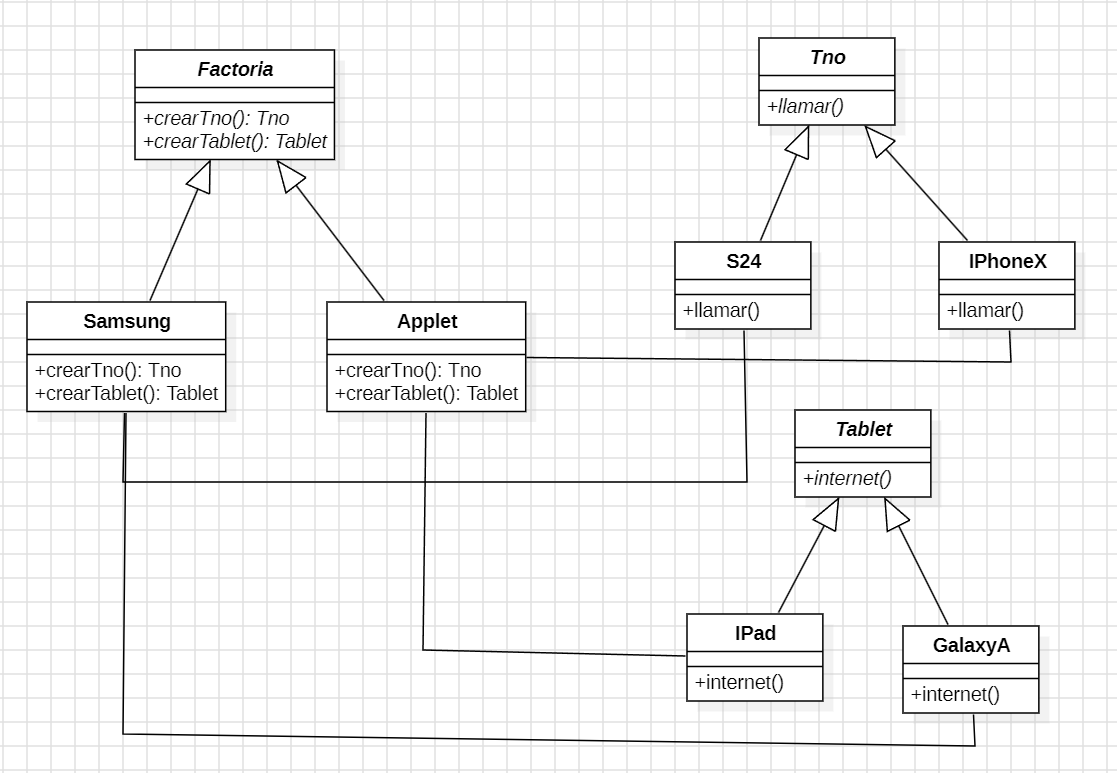 Factoria
+crearTno(): Tno
+crearTablet(): Tablet
Tno
+llamar()
Samsung
+crearTno(): Tno
+crearTablet(): Tablet
Applet
+crearTno(): Tno
+crearTablet(): Tablet
S24
+llamar()
IPhoneX
+llamar()
Tablet
+internet()
IPad
+internet()
GalaxyA
+internet()